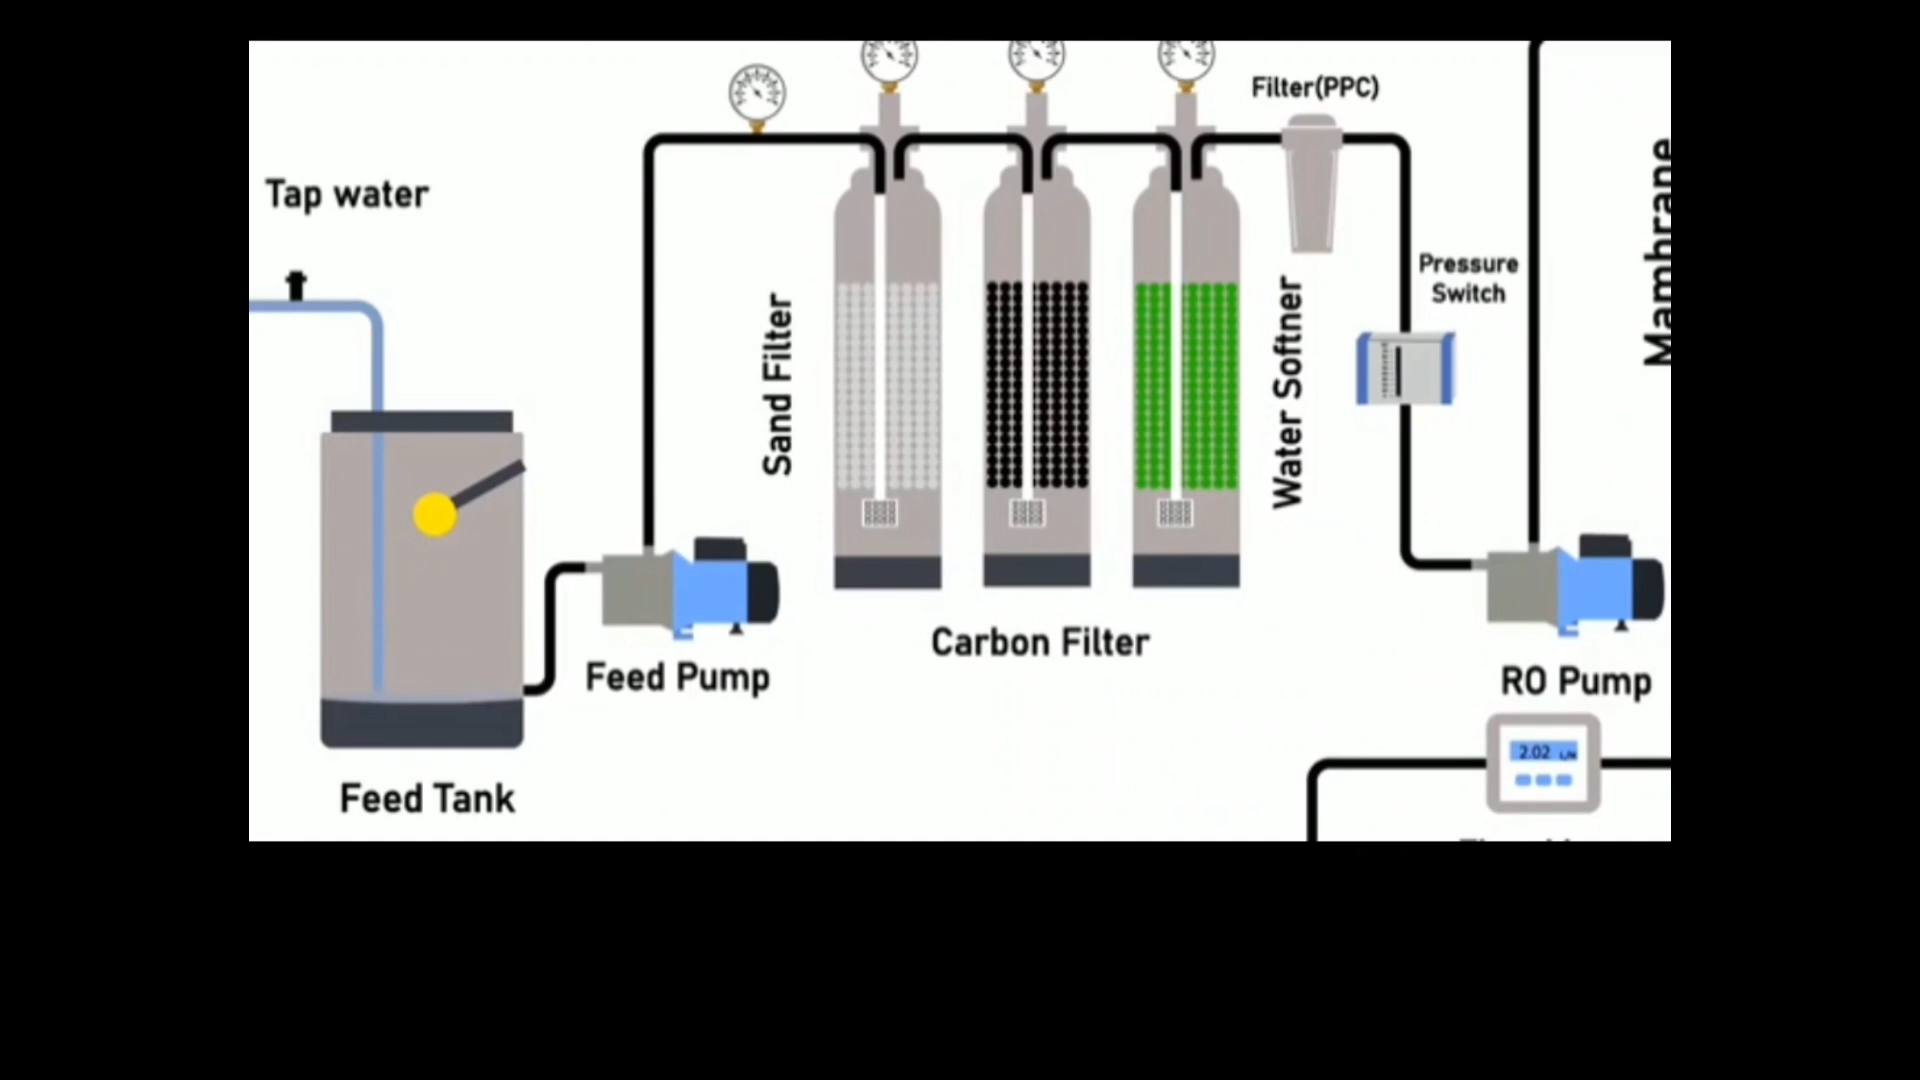 Filter(PPC)
Tap water
Mambrane
Pressure
Switch
Sand Filter
Water Softner
Carbon Filter
Feed Pump
RO Pump
2.02
Feed Tank